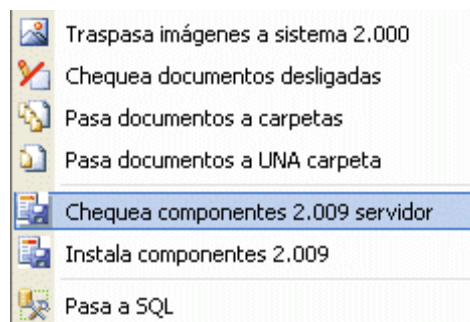 Traspasa imágenes a sistema 2.000
Chequea documentos desligadas
Pasa documentos a carpetas
Pasa documentos a UNA carpeta
Chequea componentes 2.009 servidor
Instala componentes 2.009
Pasa a SQL